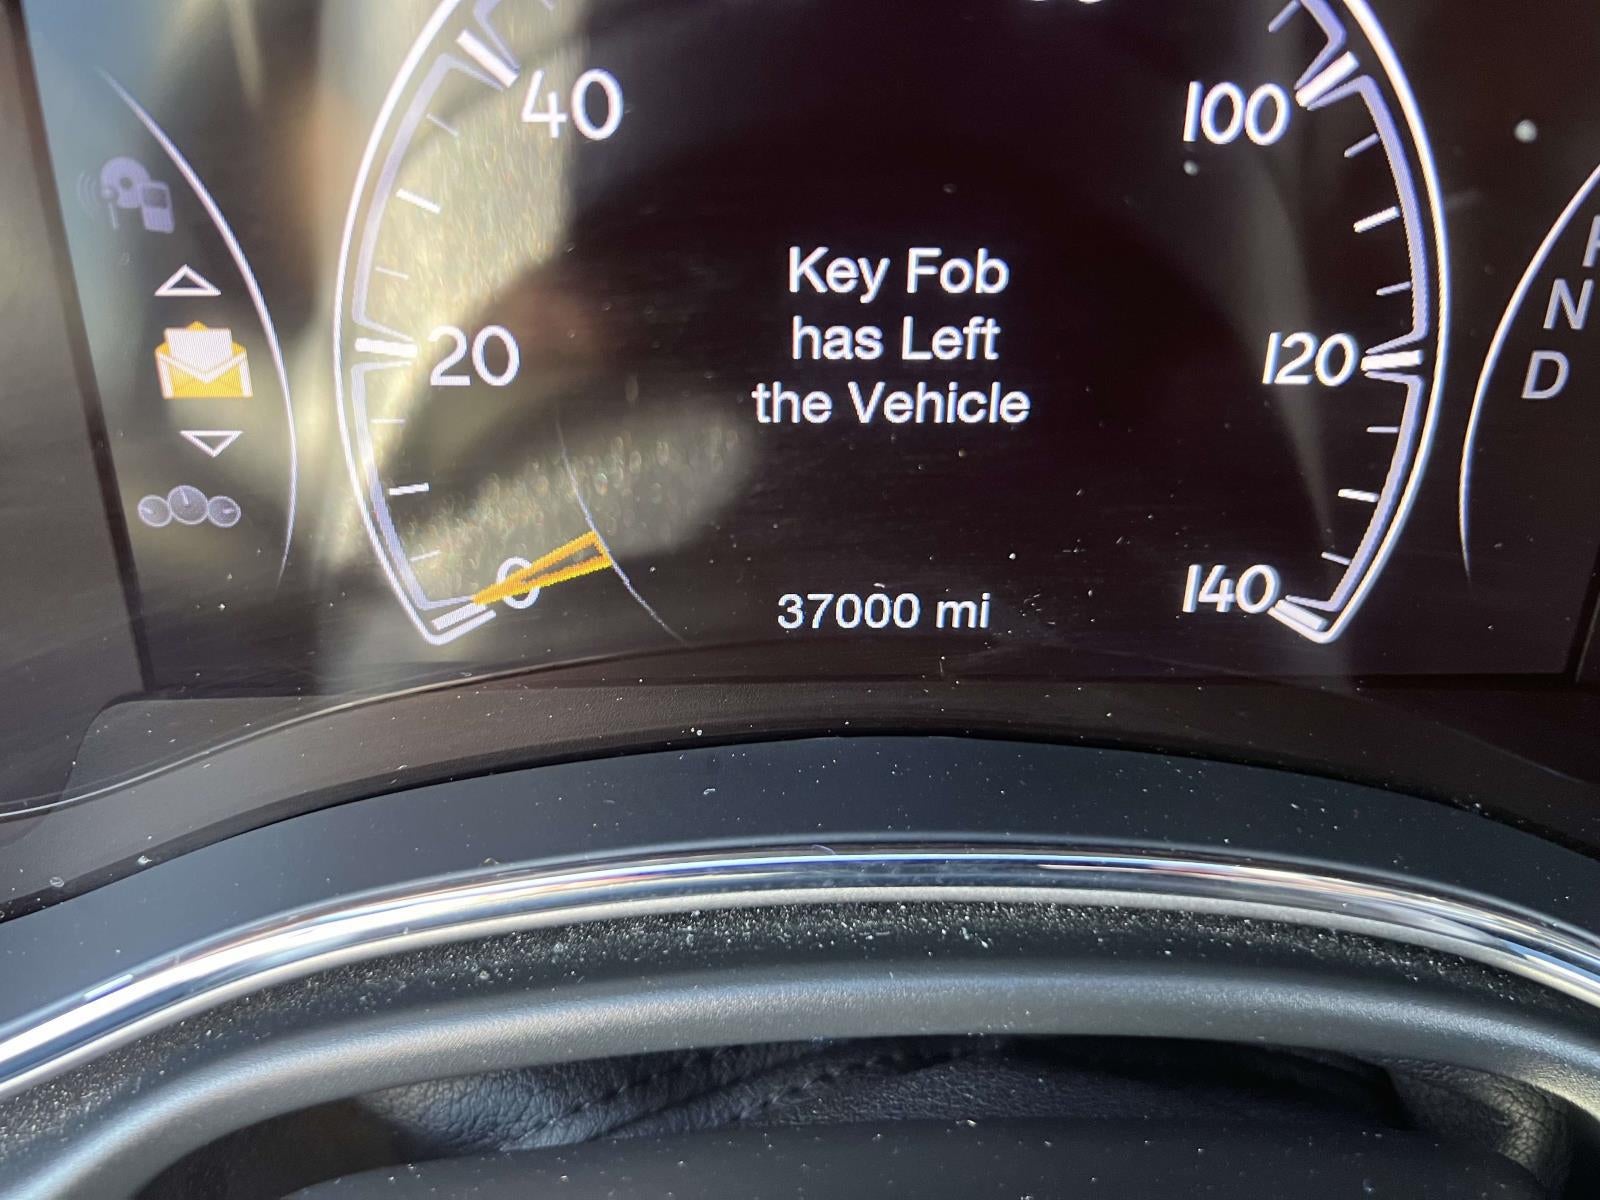 40
100
Key Fob
has Left
20
120
the Vehicle
N
D
0
37000 mi
140